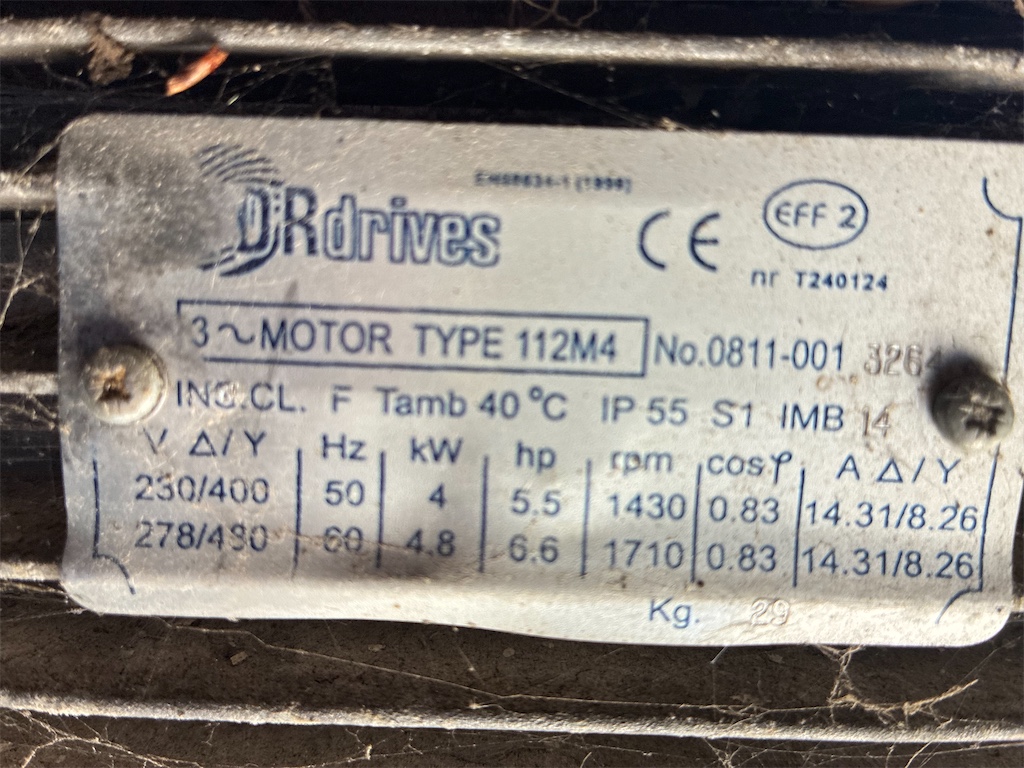 DR drives
EN60034-1 (1998)
CE
EFF 2
nr T240124
3~MOTOR TYPE 112M4 No.0811-001
INS.CL. F Tamb 40 °C IP 55 S1 IMB 14
V Δ/Y Hz kW hp rpm cosφ A Δ/Y
230/400 50 4 5.5 1430 0.83 14.31/8.26
278/480 60 4.8 6.6 1710 0.83 14.31/8.26
Kg. 29